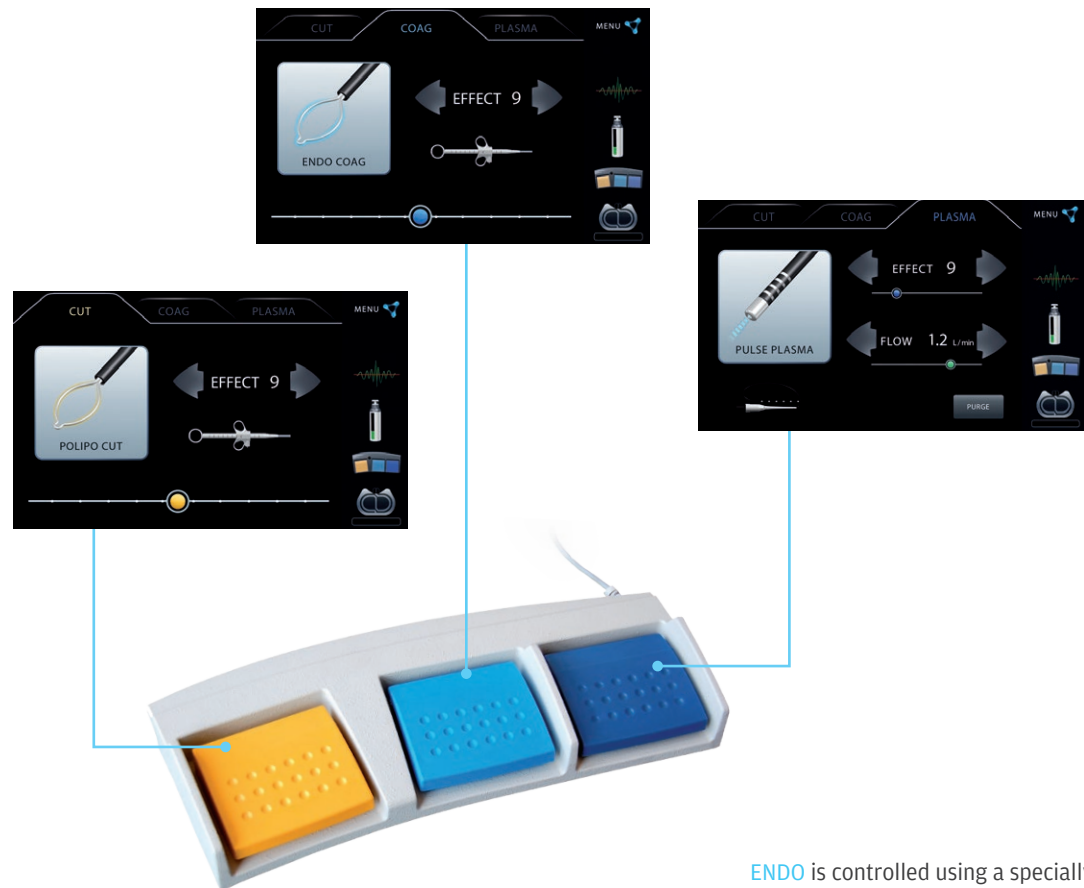 CUT COAG PLASMA MENU
EFFECT 9
ENDO COAG
CUT COAG PLASMA MENU
EFFECT 9
PULSE PLASMA
FLOW 1.2 L/min
PURGE
CUT COAG PLASMA MENU
EFFECT 9
POLIPO CUT
ENDO is controlled using a speciall